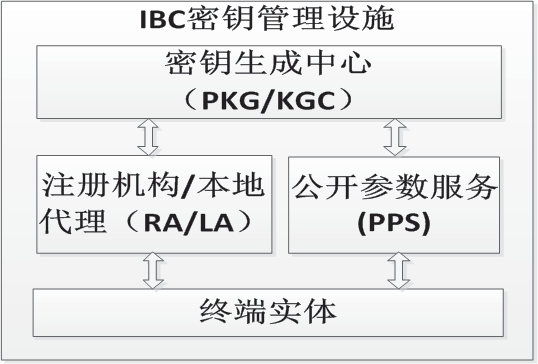 IBC密钥管理设施
密钥生成中心
（PKG/KGC）
注册机构/本地
代理（RA/LA）
公开参数服务
(PPS)
终端实体